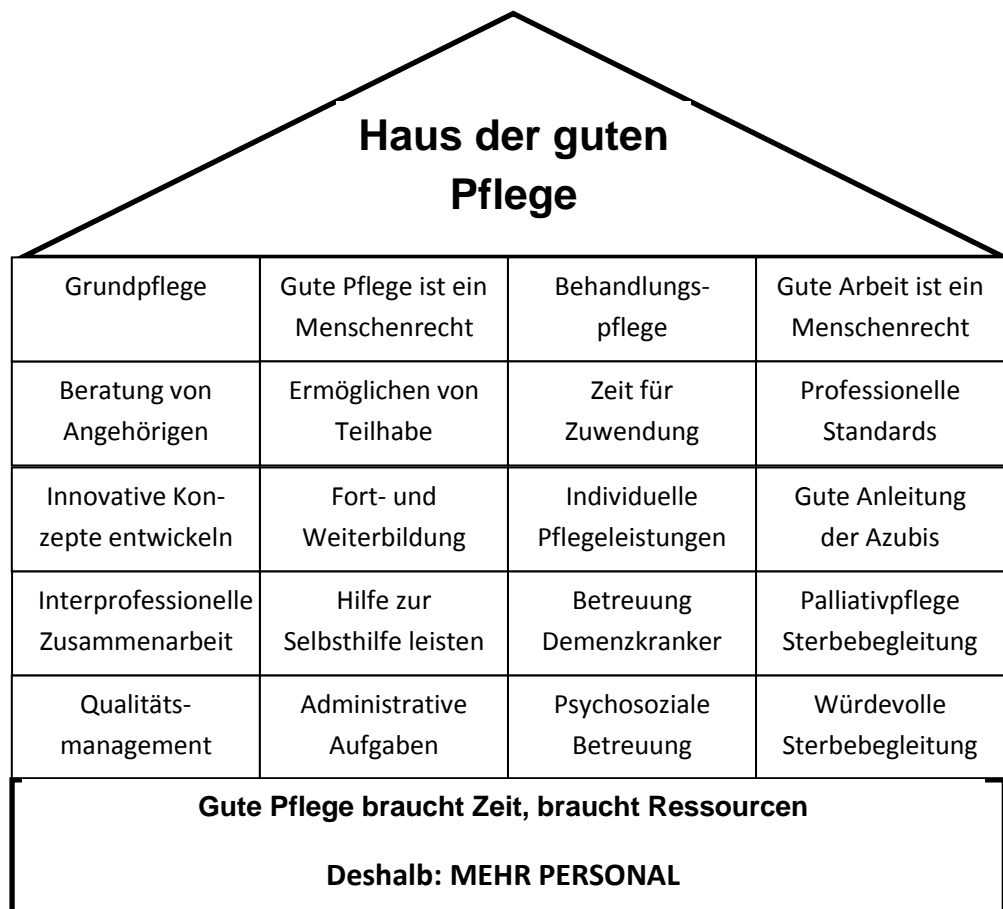 Haus der guten
Pflege
Grundpflege
Gute Pflege ist ein
Menschenrecht
Behandlungs-
pflege
Gute Arbeit ist ein
Menschenrecht
Beratung von
Angehörigen
Ermöglichen von
Teilhabe
Zeit für
Zuwendung
Professionelle
Standards
Innovative Kon-
zepte entwickeln
Fort- und
Weiterbildung
Individuelle
Pflegeleistungen
Gute Anleitung
der Azubis
Interprofessionelle
Zusammenarbeit
Hilfe zur
Selbsthilfe leisten
Betreuung
Demenzkranker
Palliativpflege
Sterbebegleitung
Qualitäts-
management
Administrative
Aufgaben
Psychosoziale
Betreuung
Würdevolle
Sterbebegleitung
Gute Pflege braucht Zeit, braucht Ressourcen
Deshalb: MEHR PERSONAL